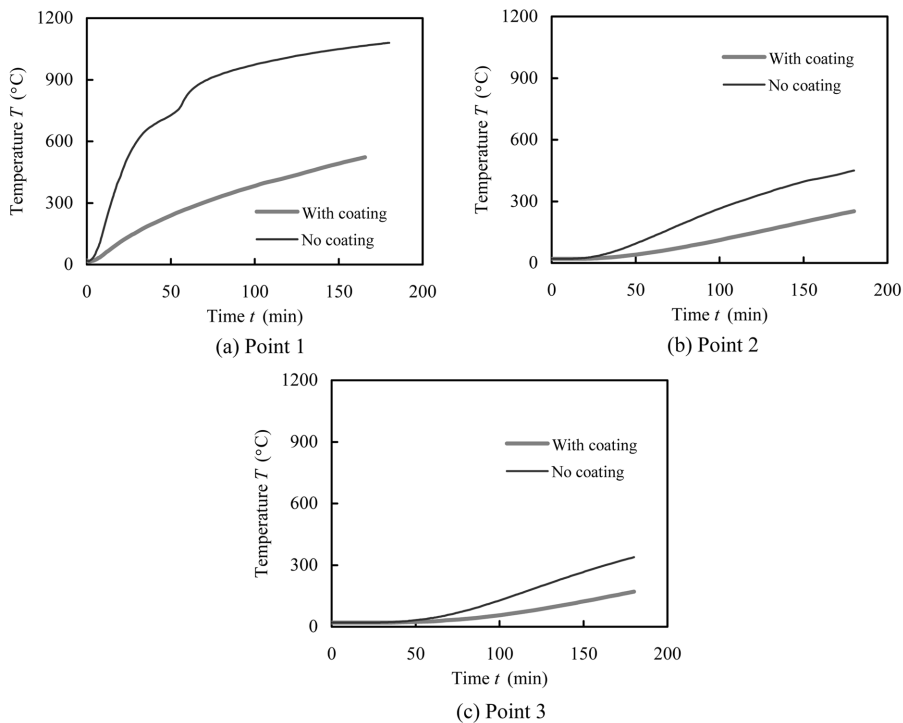 1200
900
600
300
0
Temperature T (°C)
With coating
No coating
0 50 100 150 200
Time t (min)
(a) Point 1
1200
900
600
300
0
Temperature T (°C)
With coating
No coating
0 50 100 150 200
Time t (min)
(b) Point 2
1200
900
600
300
0
Temperature T (°C)
With coating
No coating
0 50 100 150 200
Time t (min)
(c) Point 3